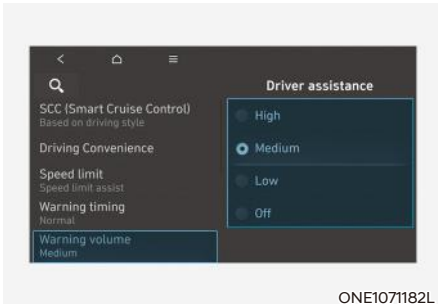 Driver assistance
SCC (Smart Cruise Control)
Based on driving style
Driving Convenience
Speed limit
Speed limit assist
Warning timing
Normal
Warning volume
Medium
High
Medium
Low
Off
ONE1071182L